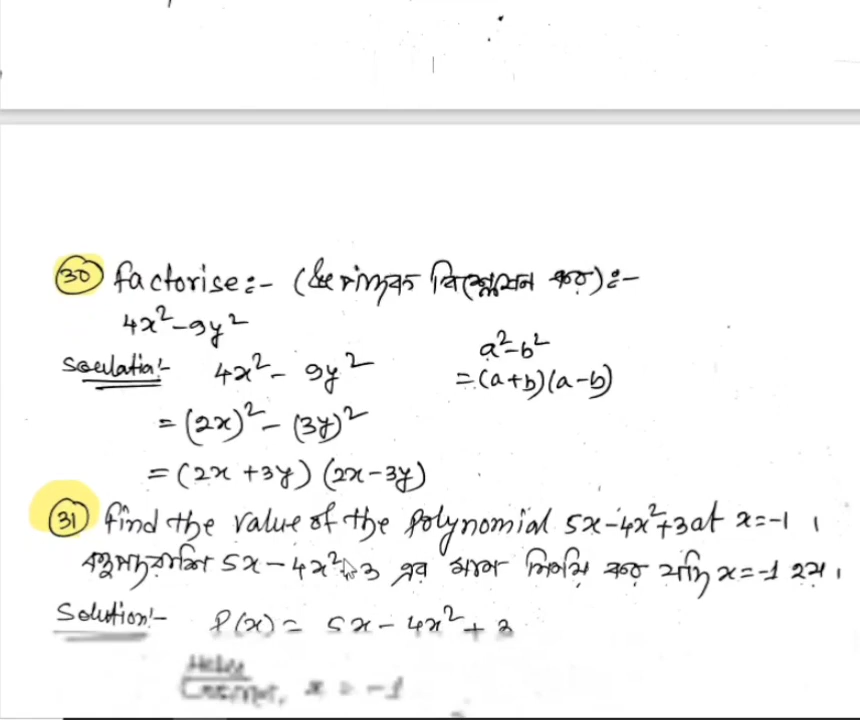 30 factorise :- (উৎপাদক বিশ্লেষন কর) :-
4x²-9y²
4x² - 9y²
a²-b²
= (2x)² - (3y)²
= (a+b)(a-b)
= (2x + 3y) (2x-3y)
31 find the value of the polynomial 5x-4x²+3 at x=-1 ।
বহুপদরাশি 5x - 4x²+3 এর মান নির্ণয় কর যদি x=-1 হয়।
Solution:- P(x) = 5x - 4x² + 3
x = -1